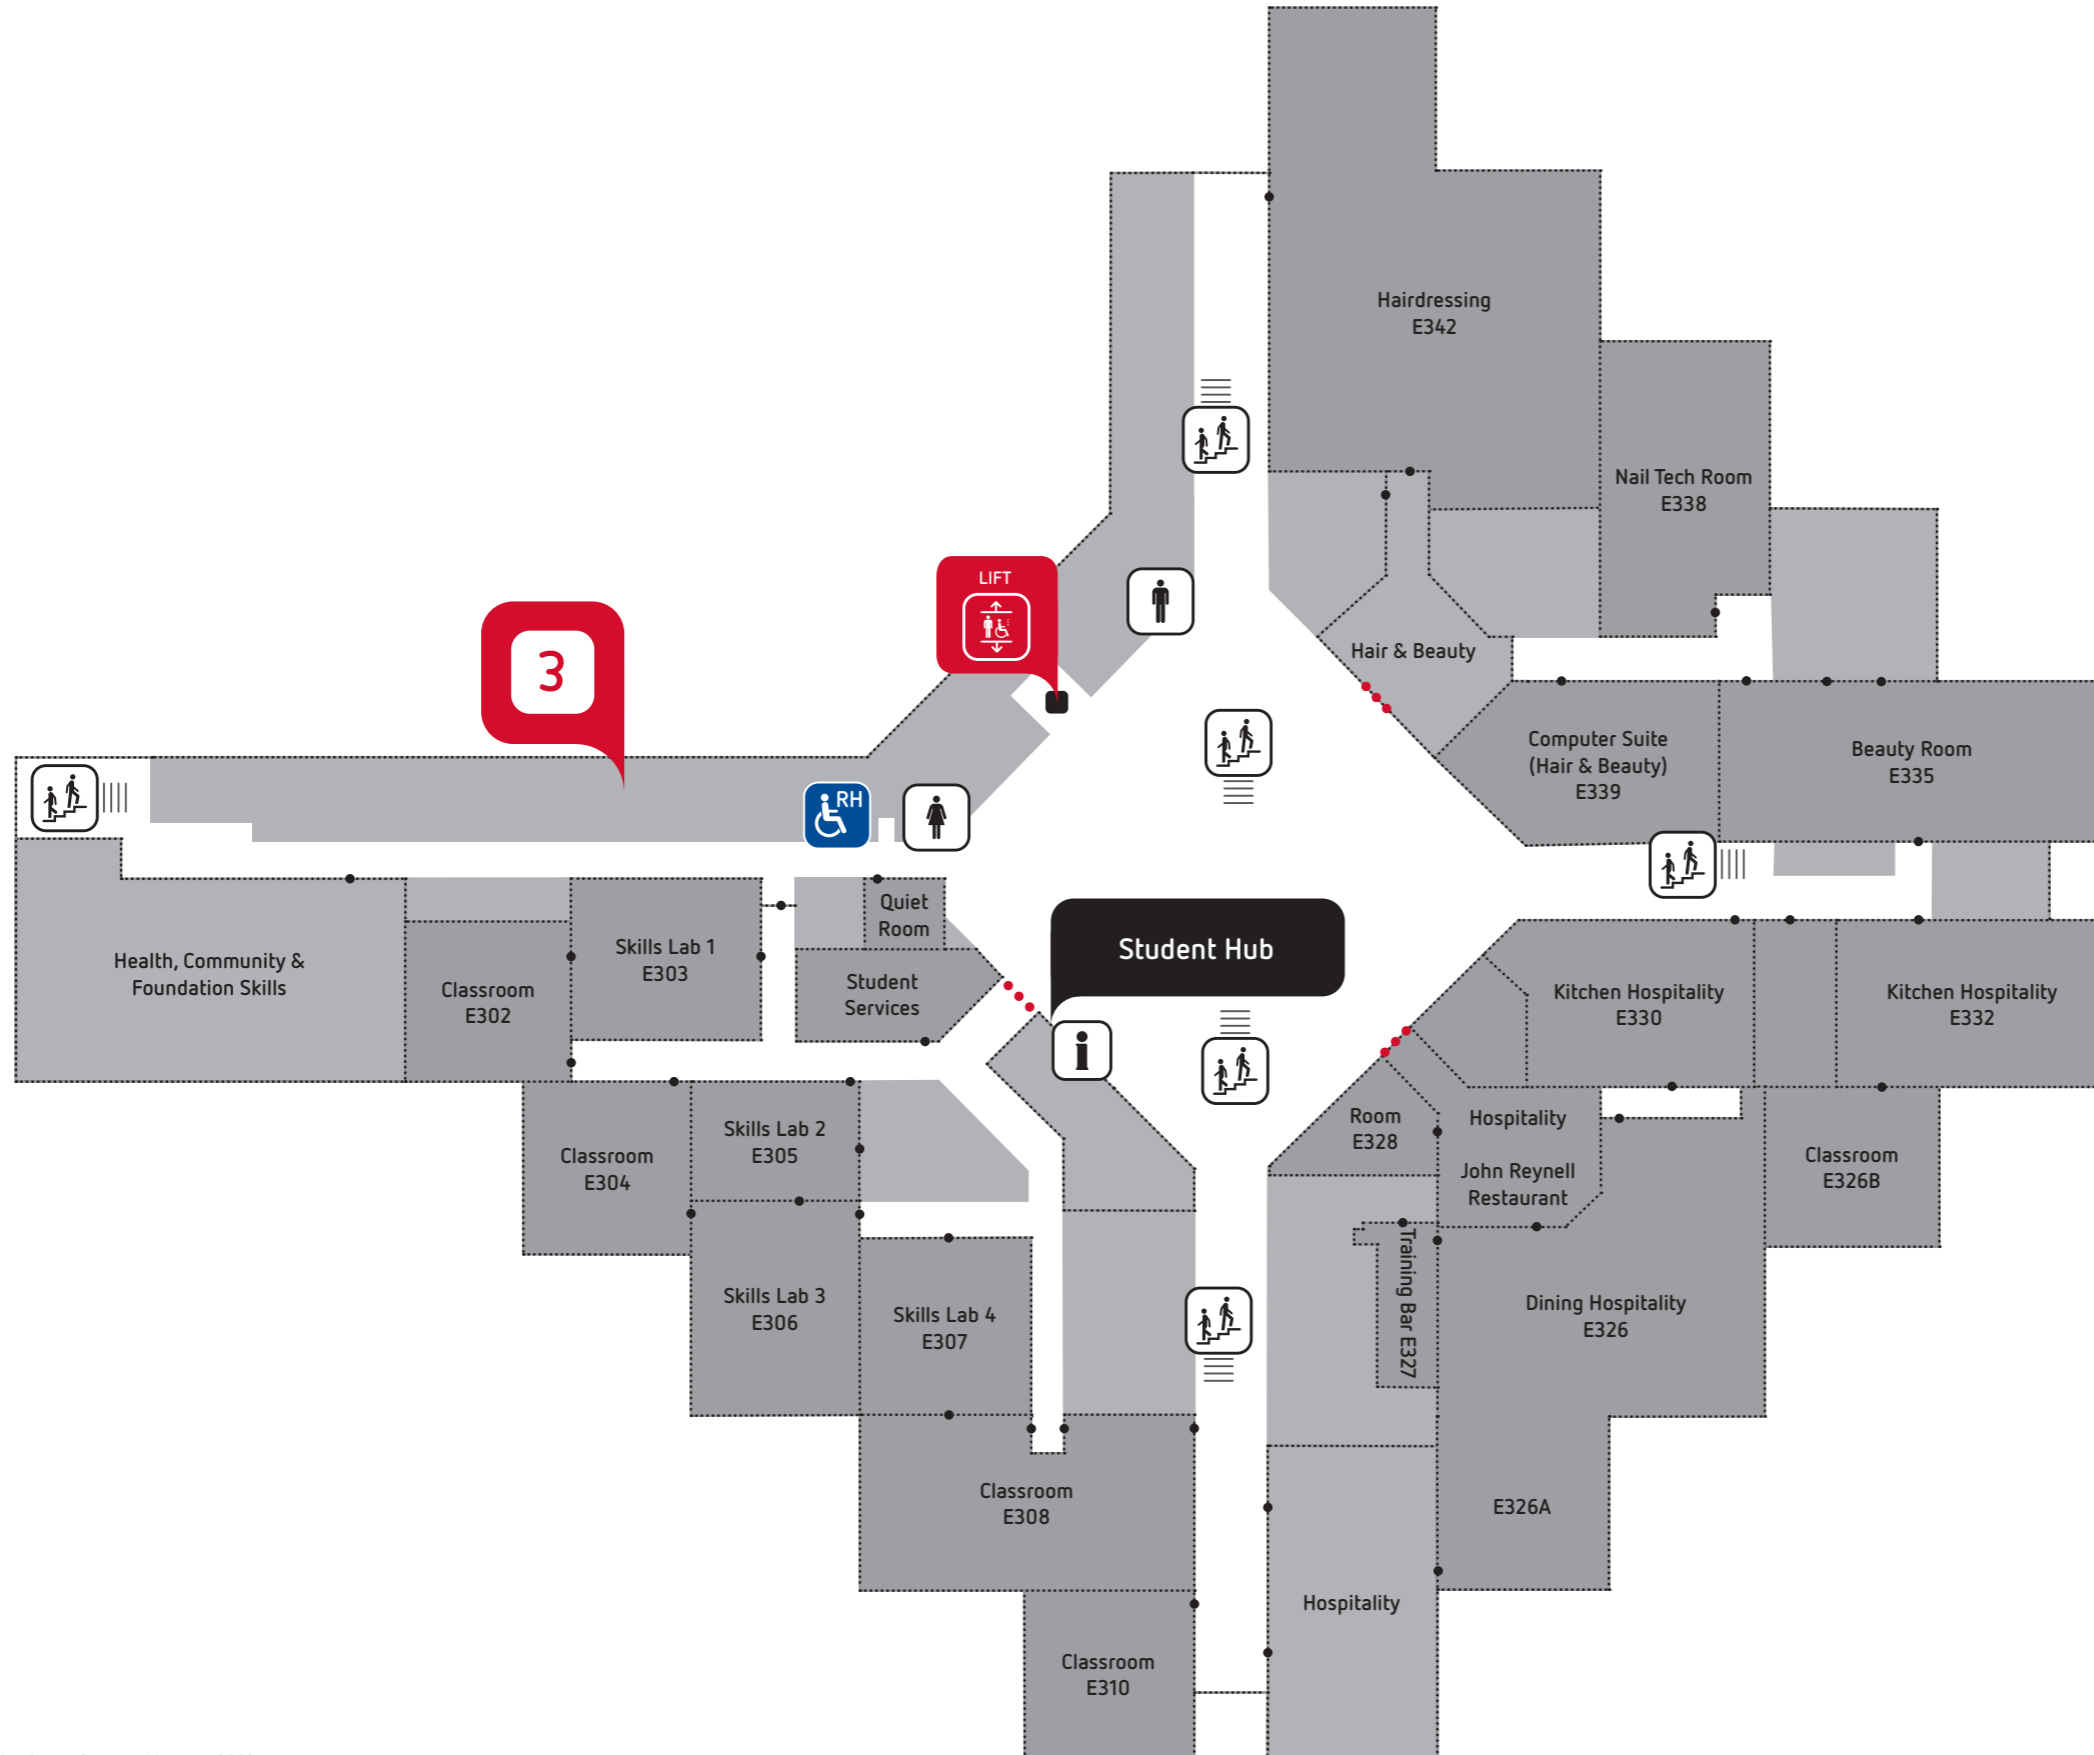 Hairdressing
E342
Nail Tech Room
E338
LIFT
3
Hair & Beauty
Computer Suite
(Hair & Beauty)
E339
Beauty Room
E335
RH
Quiet
Room
Student Hub
Health, Community &
Foundation Skills
Classroom
E302
Skills Lab 1
E303
Student
Services
Kitchen Hospitality
E330
Kitchen Hospitality
E332
Classroom
E304
Skills Lab 2
E305
Room
E328
Hospitality
John Reynell
Restaurant
Classroom
E326B
Skills Lab 3
E306
Skills Lab 4
E307
Training Bar E327
Dining Hospitality
E326
Classroom
E308
E326A
Hospitality
Classroom
E310